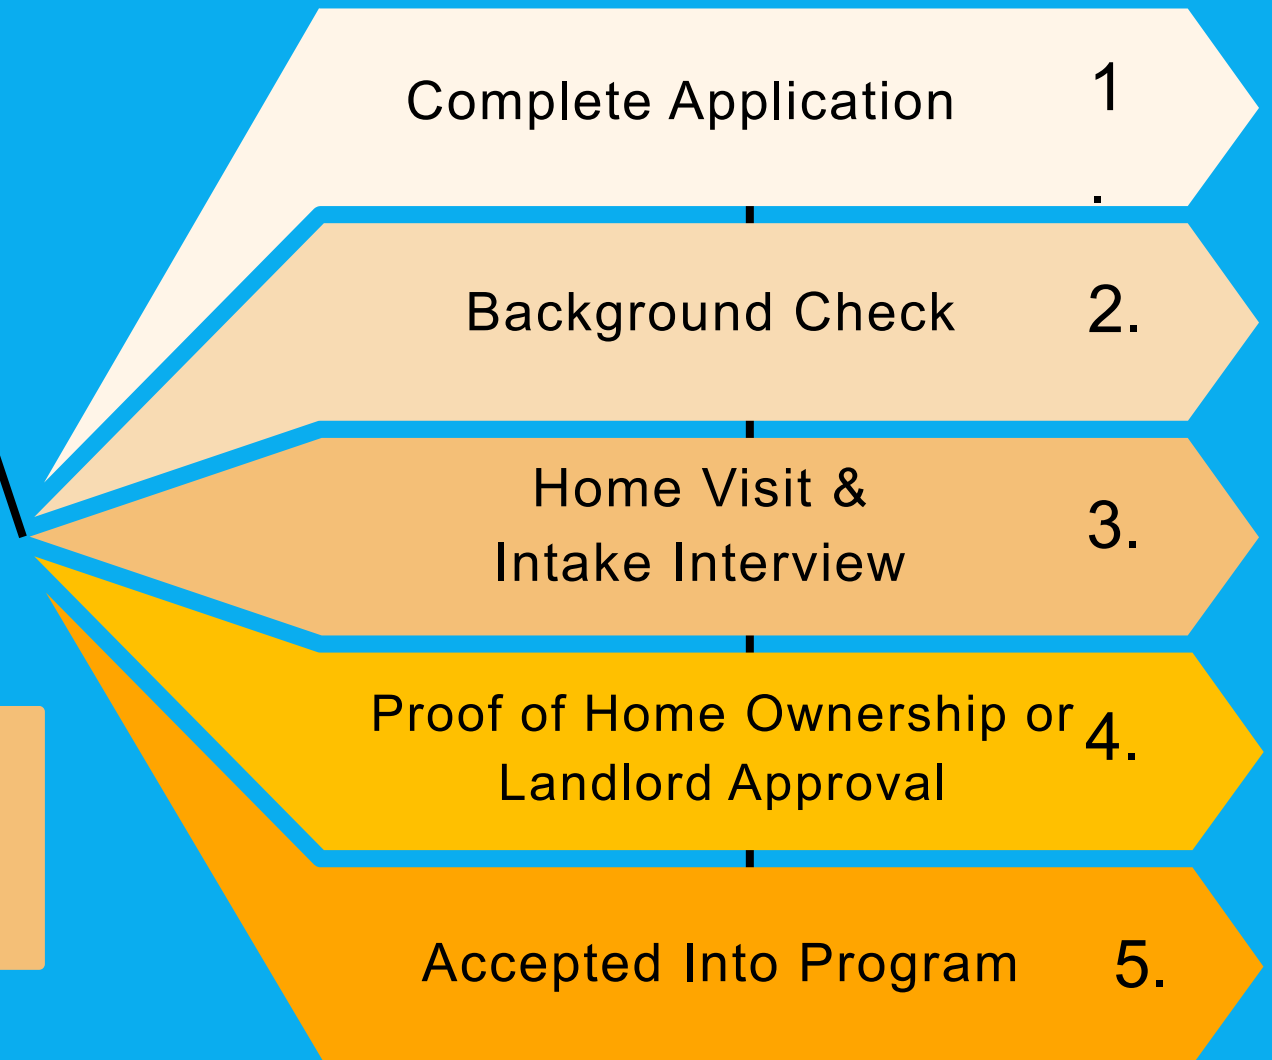 Complete Application 1.
Background Check 2.
Home Visit &
Intake Interview 3.
Proof of Home Ownership or
Landlord Approval 4.
Accepted Into Program 5.